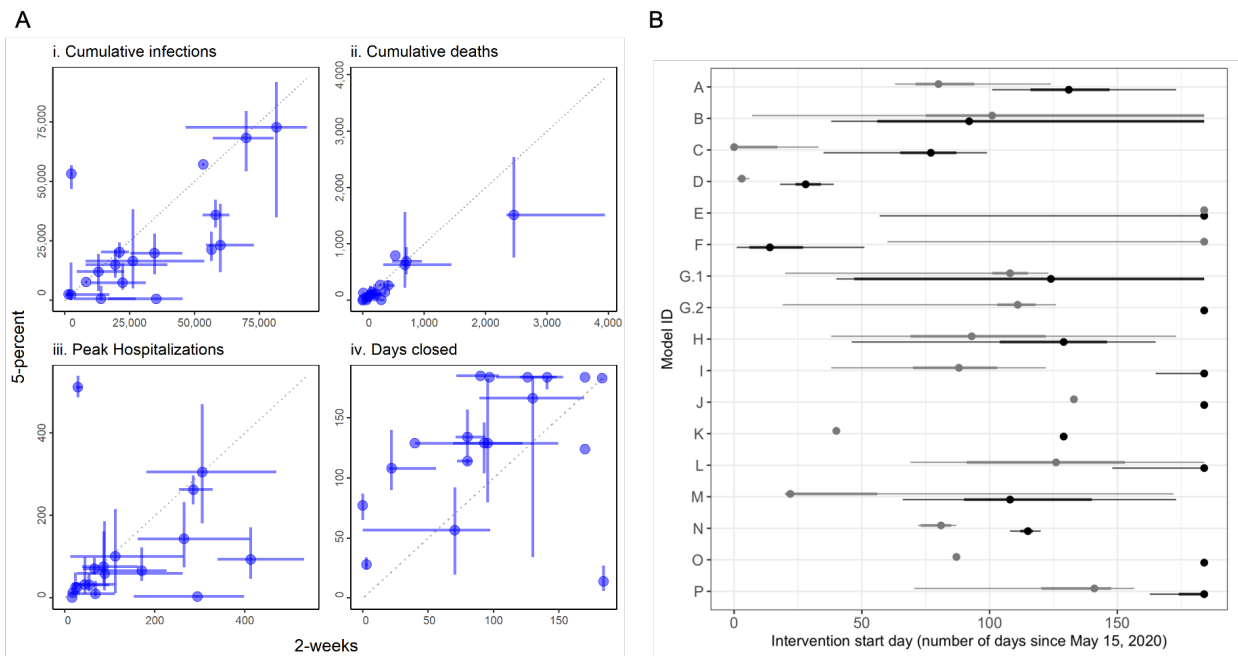 A
i. Cumulative infections
75,000
50,000
25,000
0
0 25,000 50,000 75,000
ii. Cumulative deaths
4,000
3,000
2,000
1,000
0
0 1,000 2,000 3,000 4,000
iii. Peak Hospitalizations
400
200
0
0 200 400
iv. Days closed
150
100
50
0
0 50 100 150
5-percent
2-weeks
B
Model ID
A
B
C
D
E
F
G.1
G.2
H
I
J
K
L
M
N
O
P
0 50 100 150
Intervention start day (number of days since May 15, 2020)